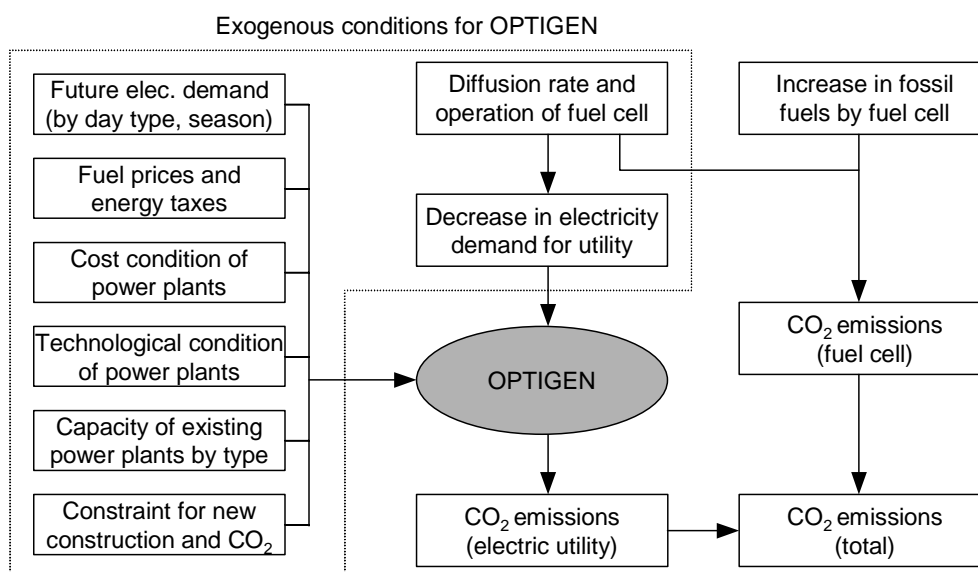 Exogenous conditions for OPTIGEN
Future elec. demand
(by day type, season)
Fuel prices and
energy taxes
Cost condition of
power plants
Technological condition
of power plants
Capacity of existing
power plants by type
Constraint for new
construction and CO₂
Diffusion rate and
operation of fuel cell
Decrease in electricity
demand for utility
OPTIGEN
CO₂ emissions
(electric utility)
Increase in fossil
fuels by fuel cell
CO₂ emissions
(fuel cell)
CO₂ emissions
(total)